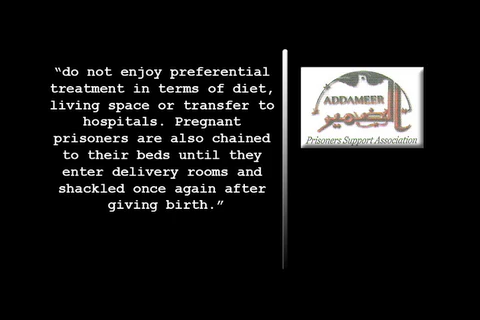 “do not enjoy preferential
treatment in terms of diet,
living space or transfer to
hospitals. Pregnant
prisoners are also chained
to their beds until they
enter delivery rooms and
shackled once again after
giving birth.”
ADDAMEER
الضمير
Prisoners Support Association